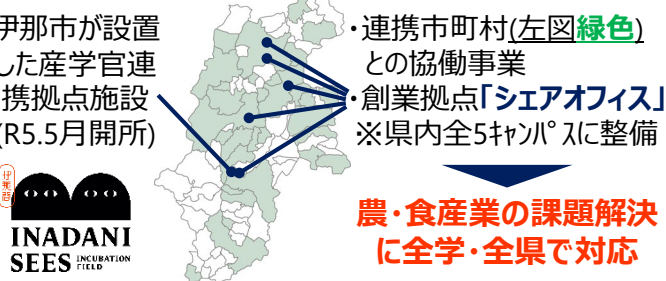 伊那市が設置
した産学官連
携拠点施設
(R5.5月開所)
伊那谷
INADANI
SEES INCUBATION FIELD
・連携市町村(左図緑色)
との協働事業
・創業拠点「シェアオフィス」
※県内全5ｷｬﾝﾊﾟｽに整備
農・食産業の課題解決
に全学・全県で対応